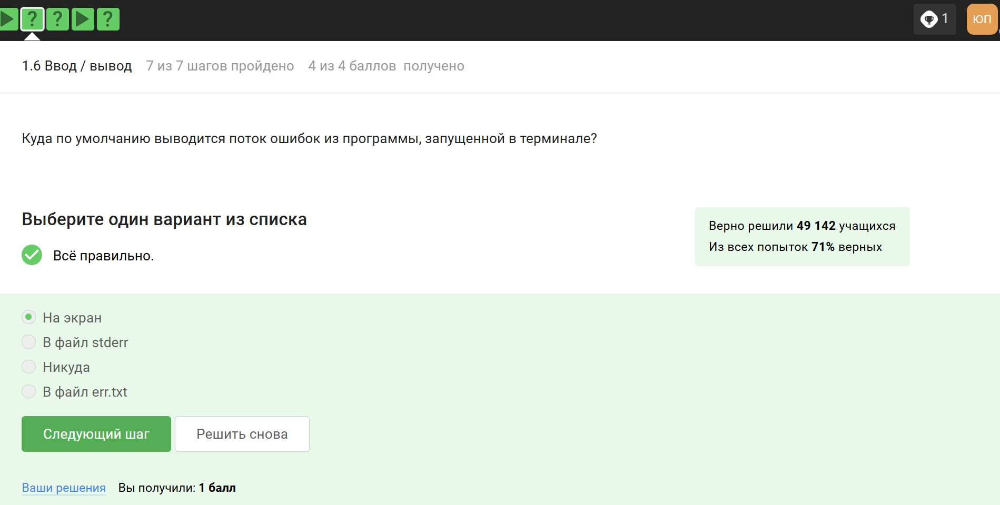 ? ? ?
1
ЮП
1.6 Ввод / вывод 7 из 7 шагов пройдено 4 из 4 баллов получено
Куда по умолчанию выводится поток ошибок из программы, запущенной в терминале?
Выберите один вариант из списка
Всё правильно.
Верно решили 49 142 учащихся
Из всех попыток 71% верных
На экран
В файл stderr
Никуда
В файл err.txt
Следующий шаг Решить снова
Ваши решения Вы получили: 1 балл